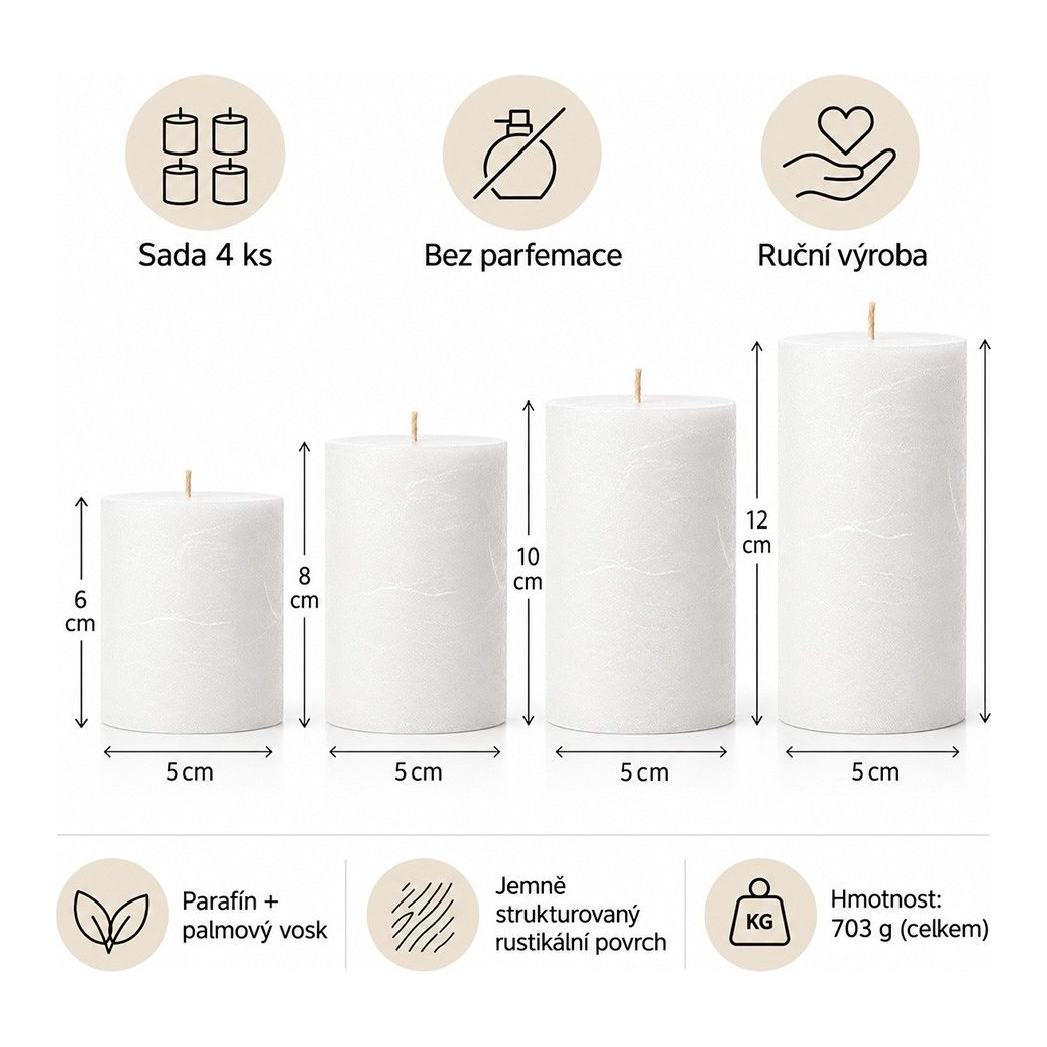 Sada 4 ks
Bez parfemace
Ruční výroba
6
cm
8
cm
10
cm
12
cm
5 cm
5 cm
5 cm
5 cm
Parafín +
palmový vosk
Jemně
strukturovaný
rustikální povrch
KG
Hmotnost:
703 g (celkem)